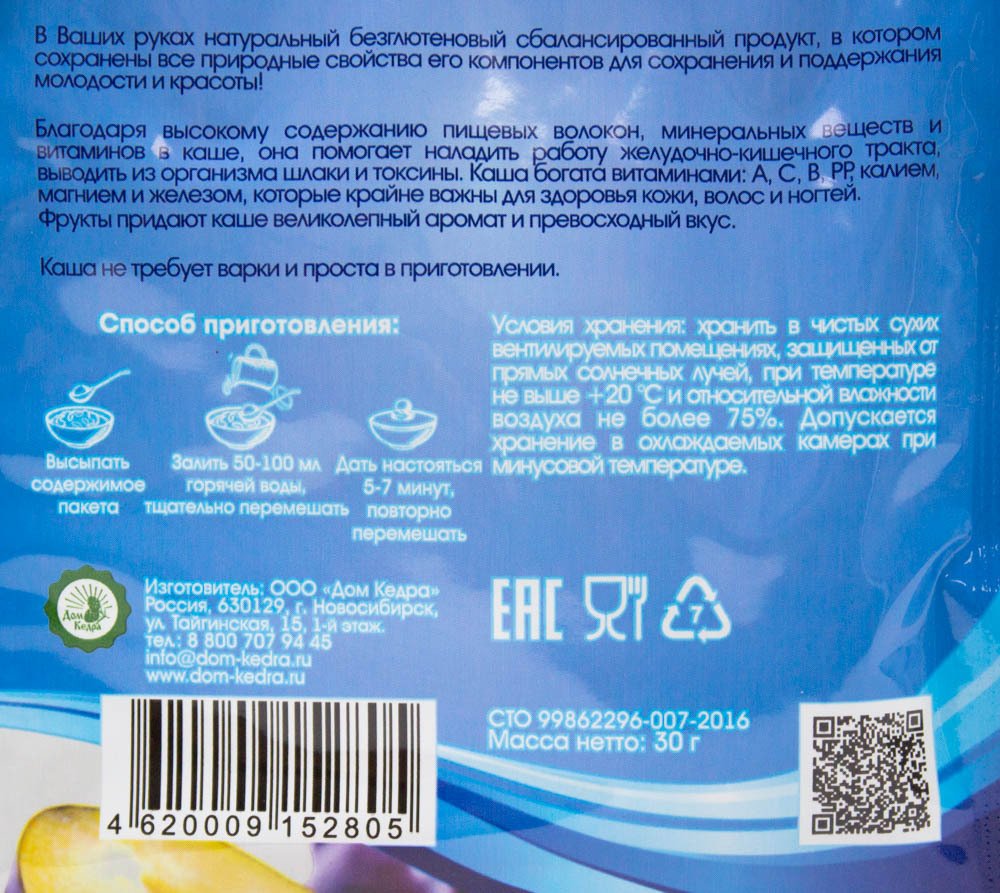 В Ваших руках натуральный безглютеновый сбалансированный продукт, в котором
сохранены все природные свойства его компонентов для сохранения и поддержания
молодости и красоты!
Благодаря высокому содержанию пищевых волокон, минеральных веществ и
витаминов в каше, она помогает наладить работу желудочно-кишечного тракта,
выводить из организма шлаки и токсины. Каша богата витаминами: А, С, В, РР, калием,
магнием и железом, которые крайне важны для здоровья кожи, волос и ногтей.
Фрукты придают каше великолепный аромат и превосходный вкус.
Каша не требует варки и проста в приготовлении.
Способ приготовления:
Высыпать
содержимое
пакета
Залить 50-100 мл
горячей воды,
тщательно перемешать
Дать настояться
5-7 минут,
повторно
перемешать
Условия хранения: хранить в чистых сухих
вентилируемых помещениях, защищенных от
прямых солнечных лучей, при температуре
не выше +20 °С и относительной влажности
воздуха не более 75%. Допускается
хранение в охлаждаемых камерах при
минусовой температуре.
Дом
Кедра
Изготовитель: ООО «Дом Кедра»
Россия, 630129, г. Новосибирск,
ул. Тайгинская, 15, 1-й этаж.
тел.: 8 800 707 94 45
info@dom-kedra.ru
www.dom-kedra.ru
EAC
7
СТО 99862296-007-2016
Масса нетто: 30 г
4 620009 152805